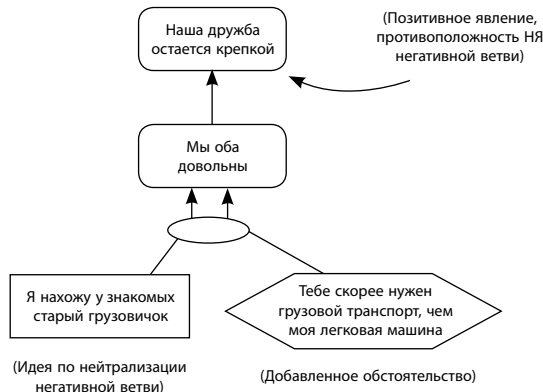 Наша дружба
остается крепкой
(Позитивное явление,
противоположность НЯ
негативной ветви)
Мы оба
довольны
Я нахожу у знакомых
старый грузовичок
Тебе скорее нужен
грузовой транспорт, чем
моя легковая машина
(Идея по нейтрализации
негативной ветви)
(Добавленное обстоятельство)